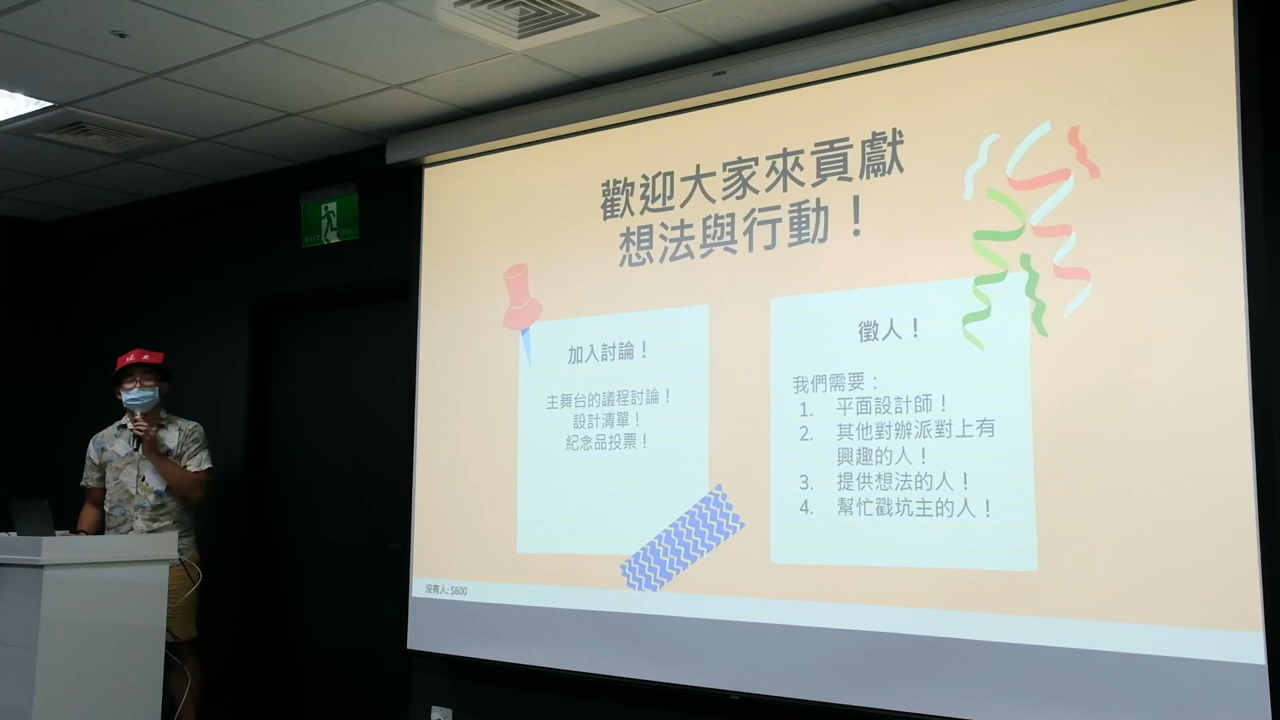 歡迎大家來貢獻
想法與行動！
加入討論！
主舞台的議程討論！
設計清單！
紀念品投票！
徵人！
我們需要：
1. 平面設計師！
2. 其他對辦派對上有
興趣的人！
3. 提供想法的人！
4. 幫忙戳坑主的人！
沒有人: $600